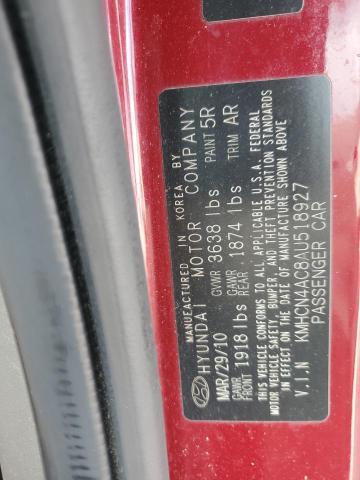 MANUFACTURED IN KOREA BY
HYUNDAI MOTOR COMPANY
MAR/29/10 GVWR 3638 lbs PAINT 5R
GAWR FRONT 1918 lbs GAWR REAR 1874 lbs TRIM AR
THIS VEHICLE CONFORMS TO ALL APPLICABLE U.S.A. FEDERAL
MOTOR VEHICLE SAFETY, BUMPER, AND THEFT PREVENTION STANDARDS
IN EFFECT ON THE DATE OF MANUFACTURE SHOWN ABOVE
V.I.N KMHCN4AC8AU518927
PASSENGER CAR